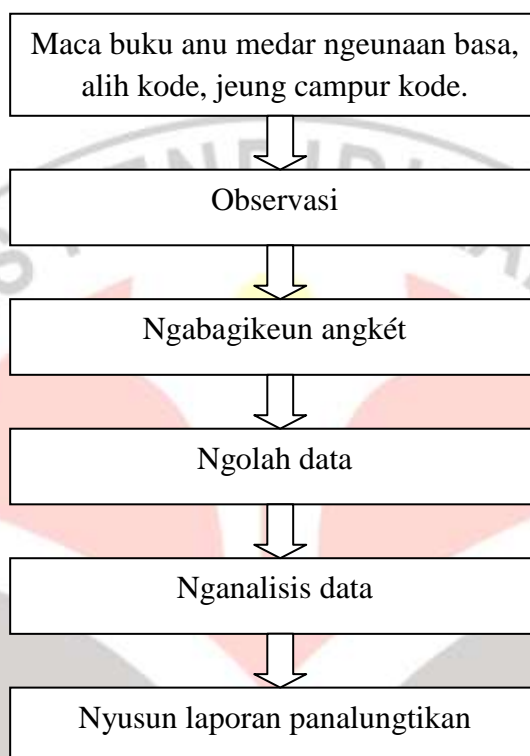 Maca buku anu medar ngeunaan basa,
alih kode, jeung campur kode.
Observasi
Ngabagikeun angkét
Ngolah data
Nganalisis data
Nyusun laporan panalungtikan